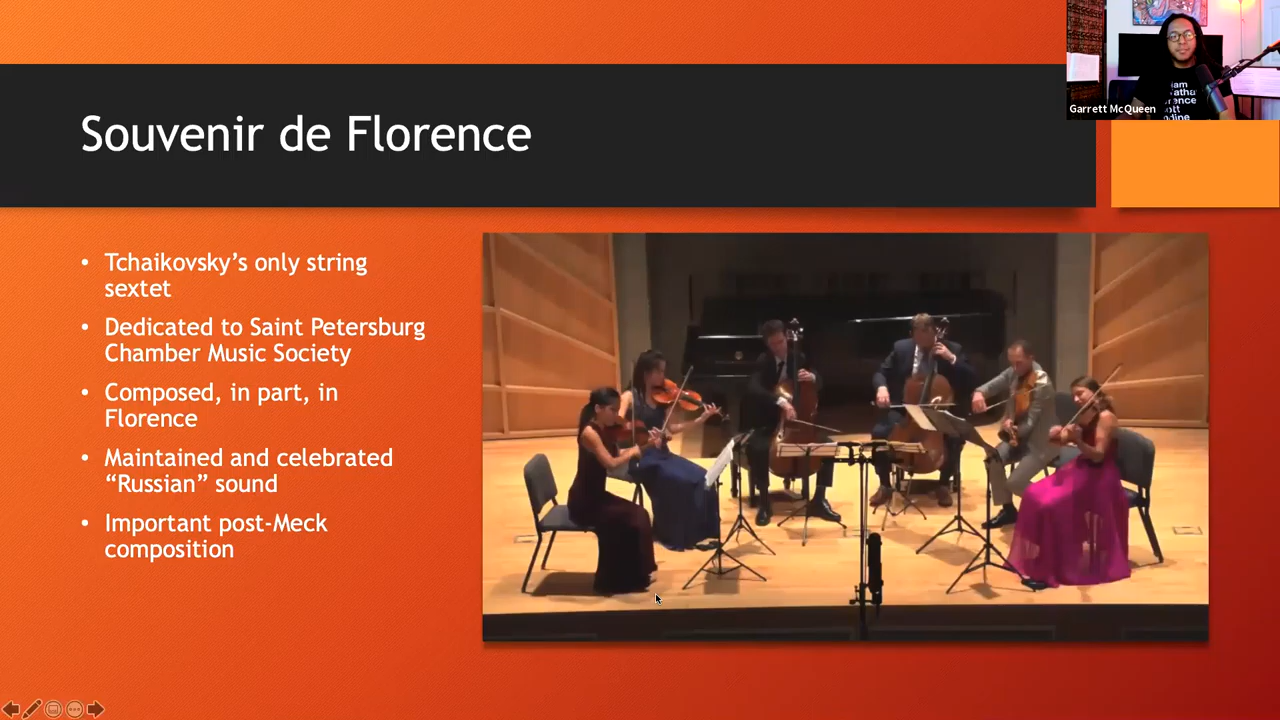 Souvenir de Florence
Garrett McQueen
• Tchaikovsky’s only string
sextet
• Dedicated to Saint Petersburg
Chamber Music Society
• Composed, in part, in
Florence
• Maintained and celebrated
“Russian” sound
• Important post-Meck
composition